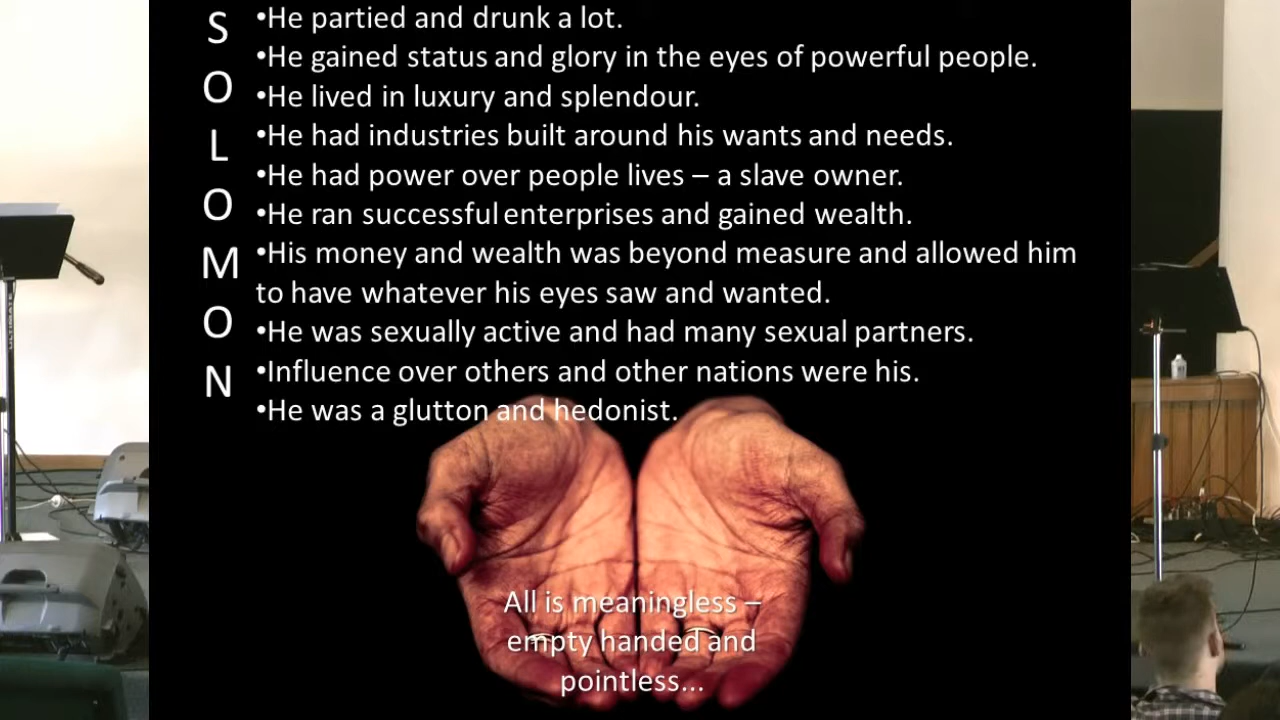 S
O
L
O
M
O
N
•He partied and drunk a lot.
•He gained status and glory in the eyes of powerful people.
•He lived in luxury and splendour.
•He had industries built around his wants and needs.
•He had power over people lives – a slave owner.
•He ran successful enterprises and gained wealth.
•His money and wealth was beyond measure and allowed him
to have whatever his eyes saw and wanted.
•He was sexually active and had many sexual partners.
•Influence over others and other nations were his.
•He was a glutton and hedonist.
All is meaningless –
empty handed and
pointless...
ULTIMATE